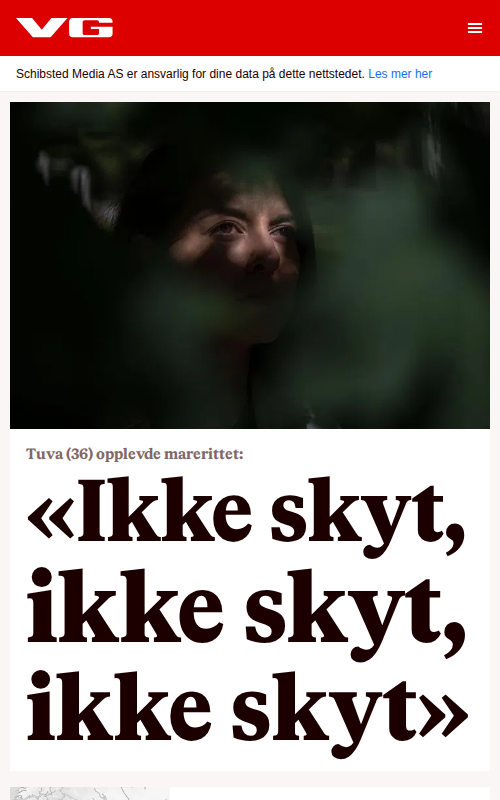 VG
Schibsted Media AS er ansvarlig for dine data på dette nettstedet. Les mer her
Tuva (36) opplevde marerittet:
«Ikke skyt,
ikke skyt,
ikke skyt»